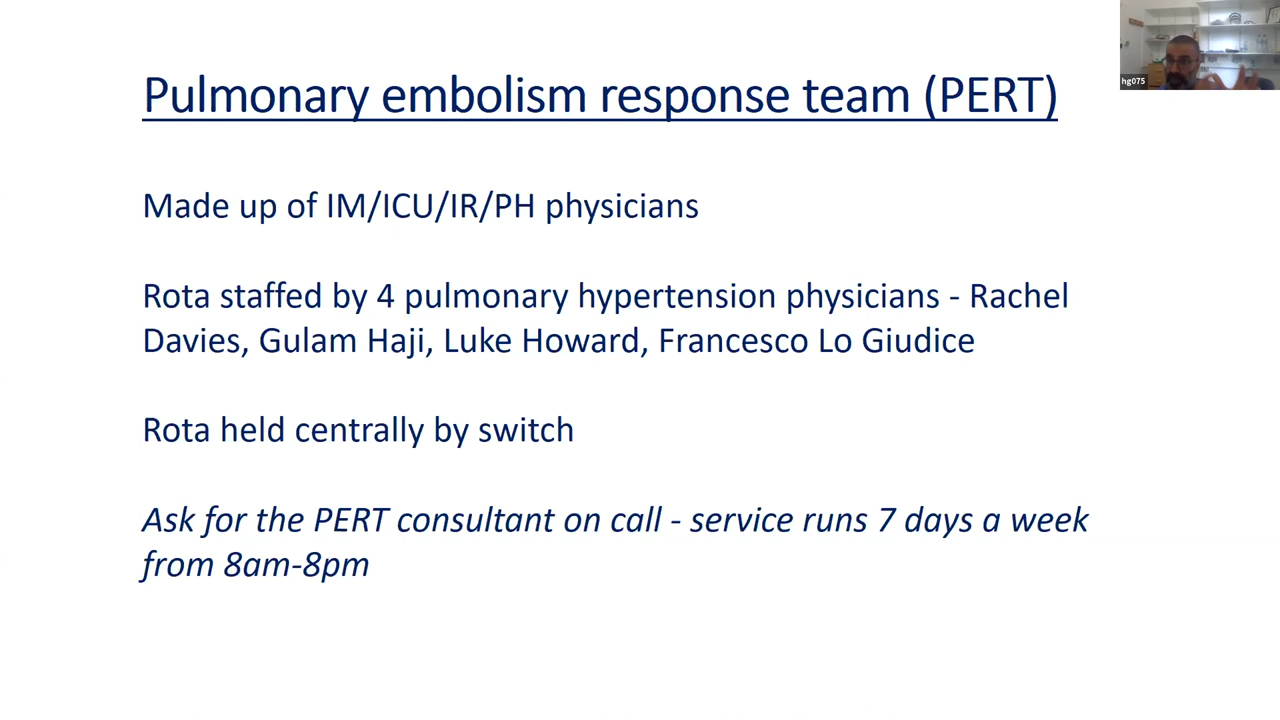 hg075
Pulmonary embolism response team (PERT)
Made up of IM/ICU/IR/PH physicians
Rota staffed by 4 pulmonary hypertension physicians - Rachel
Davies, Gulam Haji, Luke Howard, Francesco Lo Giudice
Rota held centrally by switch
Ask for the PERT consultant on call - service runs 7 days a week
from 8am-8pm